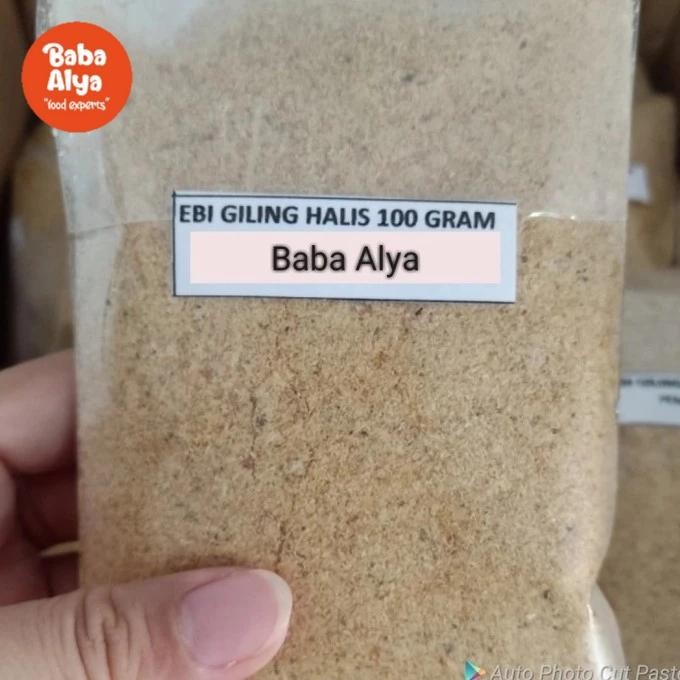 Baba
Alya
"food experts"
EBI GILING HALIS 100 GRAM
Baba Alya
Auto Photo Cut Paste